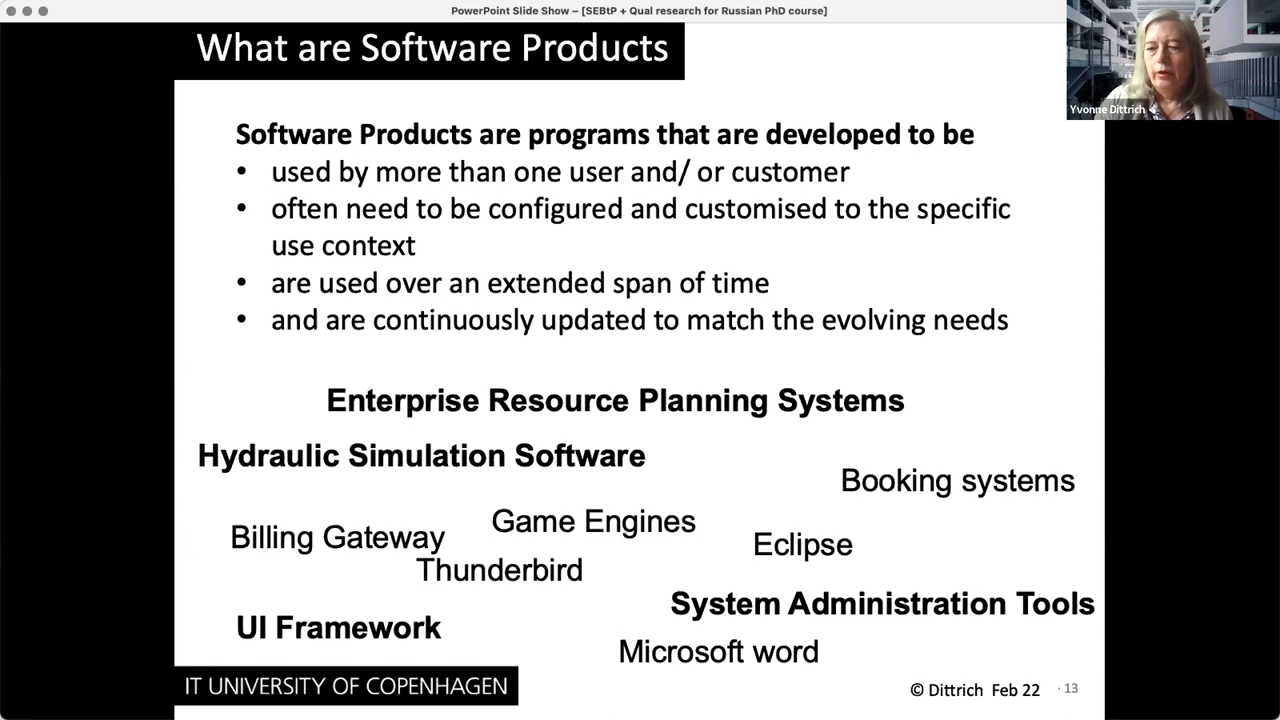 PowerPoint Slide Show – [SEBtP + Qual research for Russian PhD course]
What are Software Products
Yvonne Dittrich
Software Products are programs that are developed to be
• used by more than one user and/ or customer
• often need to be configured and customised to the specific
use context
• are used over an extended span of time
• and are continuously updated to match the evolving needs
Enterprise Resource Planning Systems
Hydraulic Simulation Software
Booking systems
Game Engines
Billing Gateway
Eclipse
Thunderbird
System Administration Tools
UI Framework
Microsoft word
IT UNIVERSITY OF COPENHAGEN
© Dittrich Feb 22 · 13